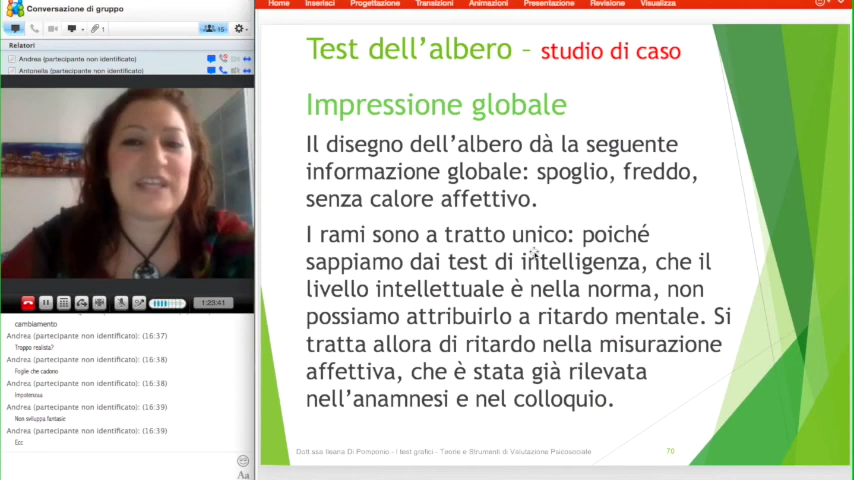 Conversazione di gruppo
Home Inserisci Progettazione Transizioni Animazioni Presentazione Revisione Visualizza
1
45
Relatori
Andrea (partecipante non identificato)
Antonella (partecipante non identificato)
1:23:41
cambiamento
Andrea (partecipante non identificato): (16:37)
Troppo realista?
Andrea (partecipante non identificato): (16:38)
Foglie che cadono
Andrea (partecipante non identificato): (16:38)
Impotenssa
Andrea (partecipante non identificato): (16:39)
Non sviluppa fantasie
Andrea (partecipante non identificato): (16:39)
Ecc
Aa
Test dell'albero – studio di caso
Impressione globale
Il disegno dell'albero dà la seguente
informazione globale: spoglio, freddo,
senza calore affettivo.
I rami sono a tratto unico: poiché
sappiamo dai test di intelligenza, che il
livello intellettuale è nella norma, non
possiamo attribuirlo a ritardo mentale. Si
tratta allora di ritardo nella misurazione
affettiva, che è stata già rilevata
nell'anamnesi e nel colloquio.
Dott ssa Ileana Di Pomponio - I test grafici - Teorie e Strumenti di Valutazione Psicosociale
70